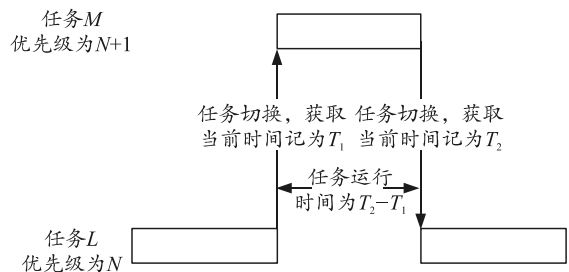 任务M
优先级为N+1
任务切换，获取
当前时间记为T₁
任务切换，获取
当前时间记为T₂
任务运行
时间为T₂−T₁
任务L
优先级为N